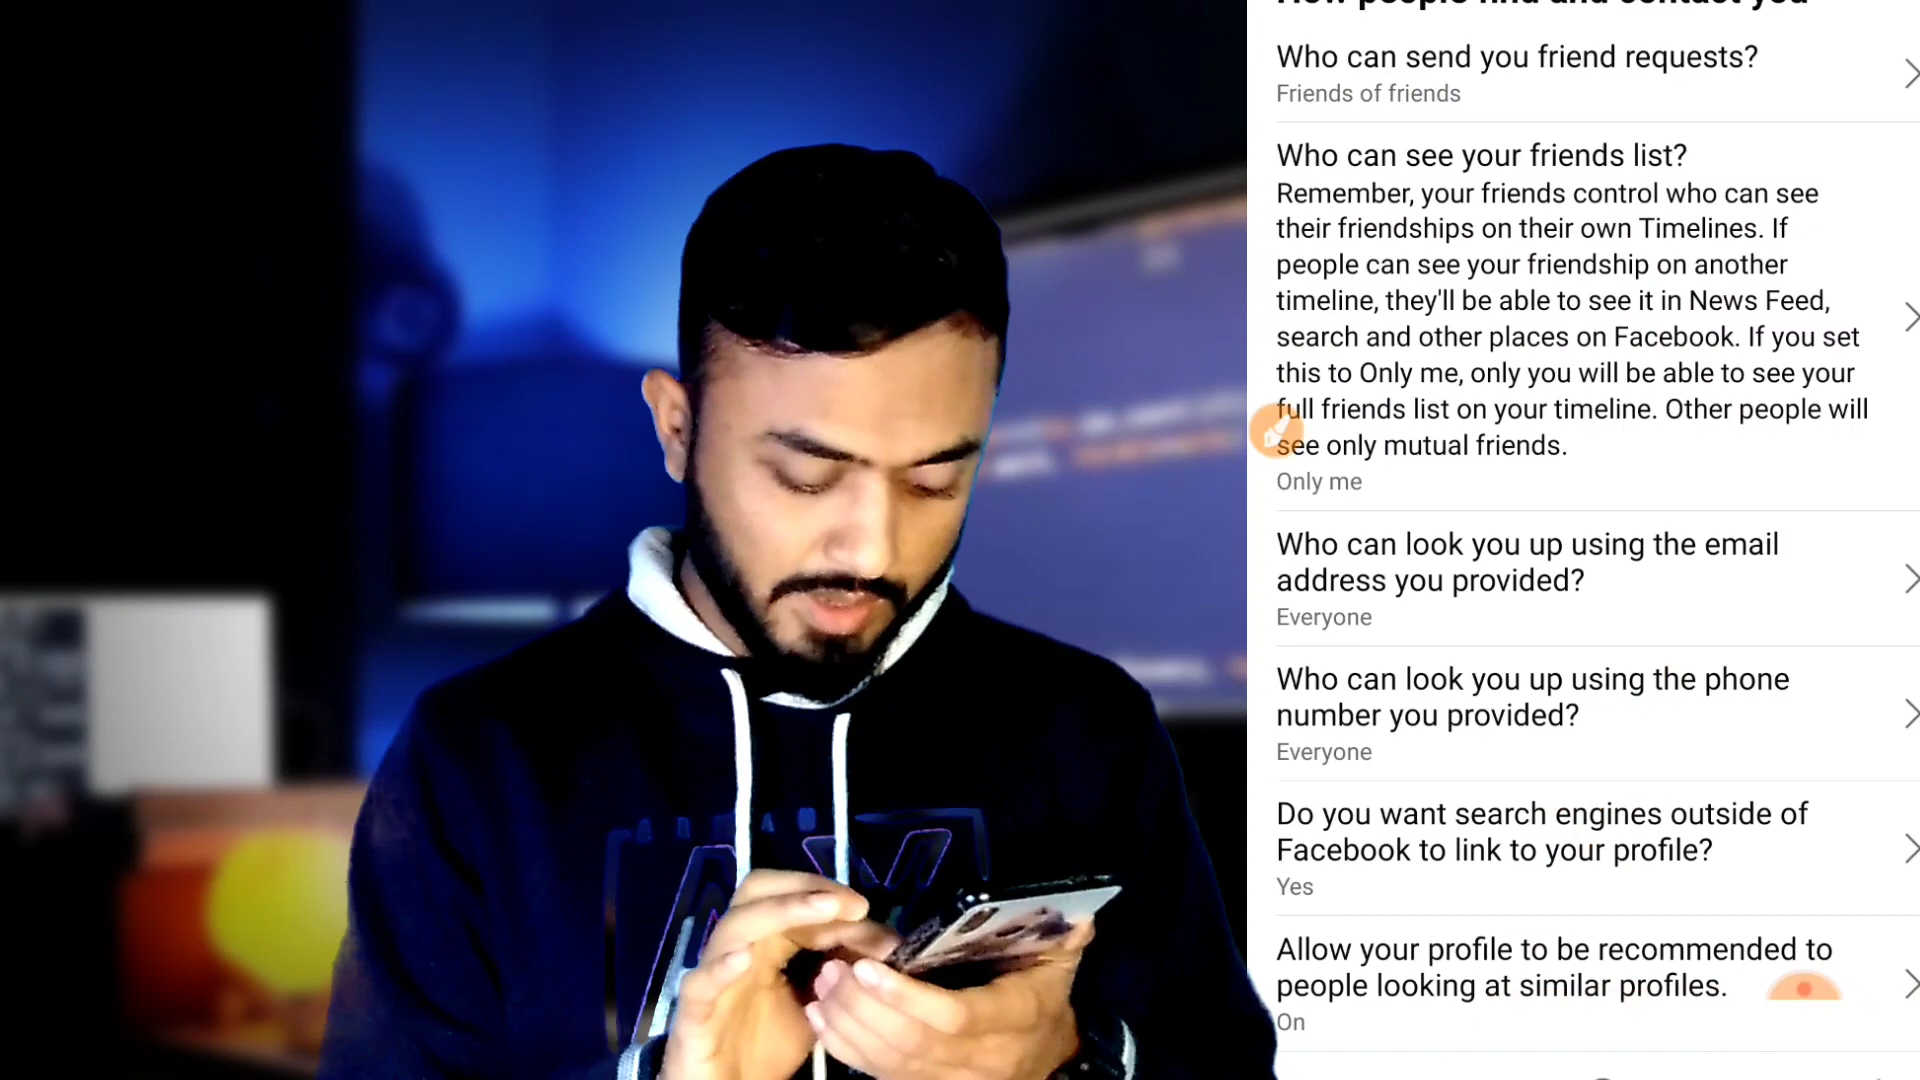 How people find and contact you
Who can send you friend requests?
Friends of friends
Who can see your friends list?
Remember, your friends control who can see
their friendships on their own Timelines. If
people can see your friendship on another
timeline, they'll be able to see it in News Feed,
search and other places on Facebook. If you set
this to Only me, only you will be able to see your
full friends list on your timeline. Other people will
see only mutual friends.
Only me
Who can look you up using the email
address you provided?
Everyone
Who can look you up using the phone
number you provided?
Everyone
Do you want search engines outside of
Facebook to link to your profile?
Yes
Allow your profile to be recommended to
people looking at similar profiles.
On